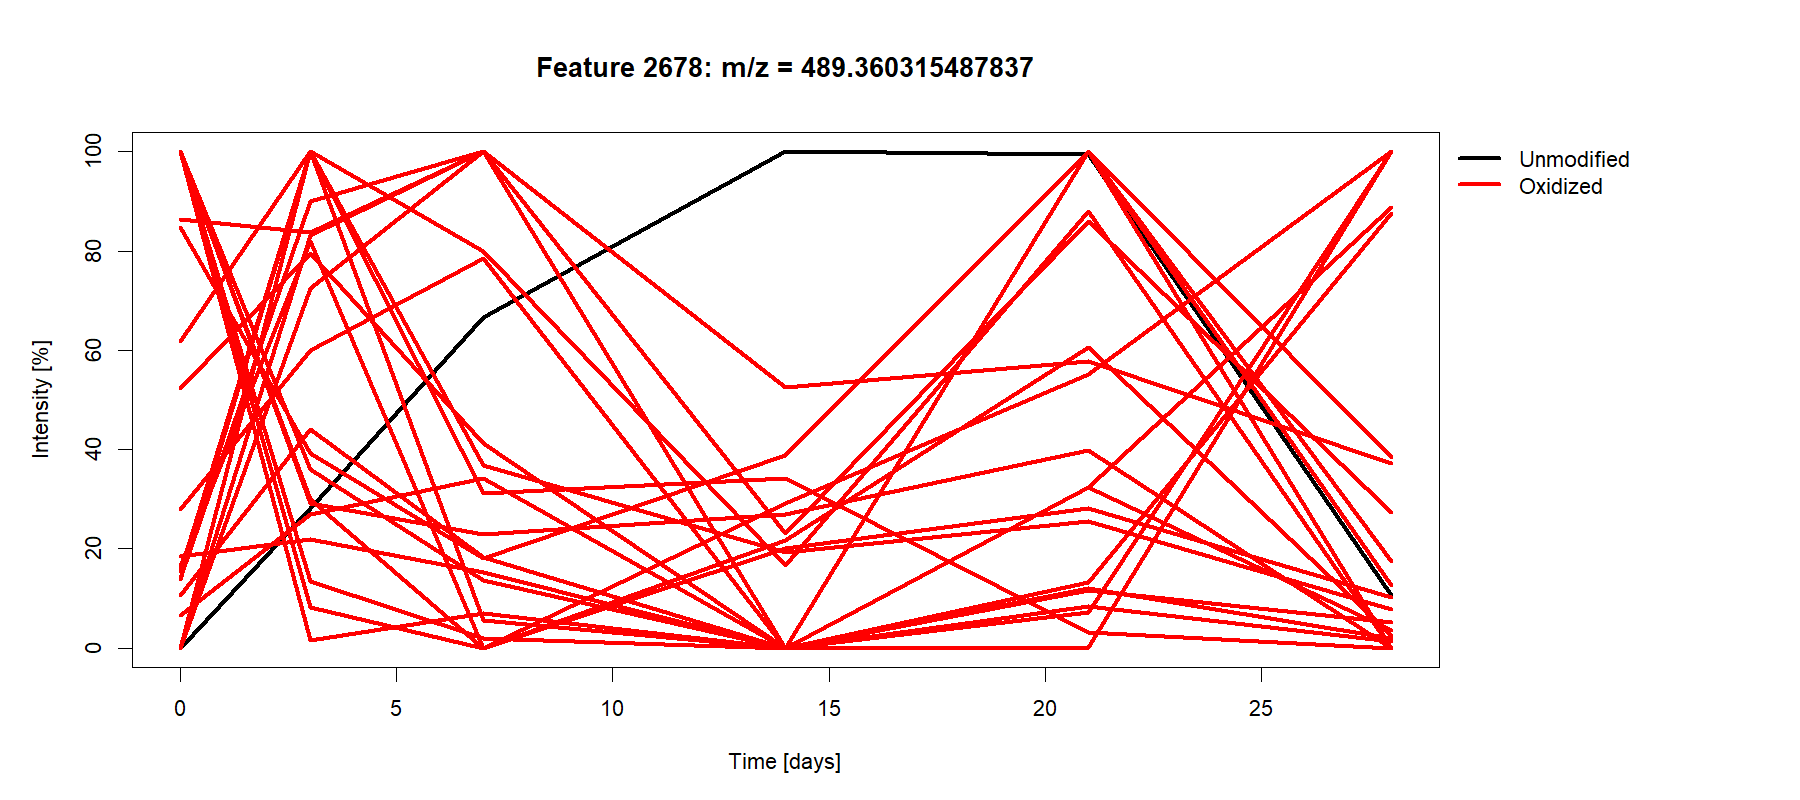 Feature 2678: m/z = 489.360315487837
Unmodified
Oxidized
Intensity [%]
100
80
60
40
20
0
0 5 10 15 20 25
Time [days]